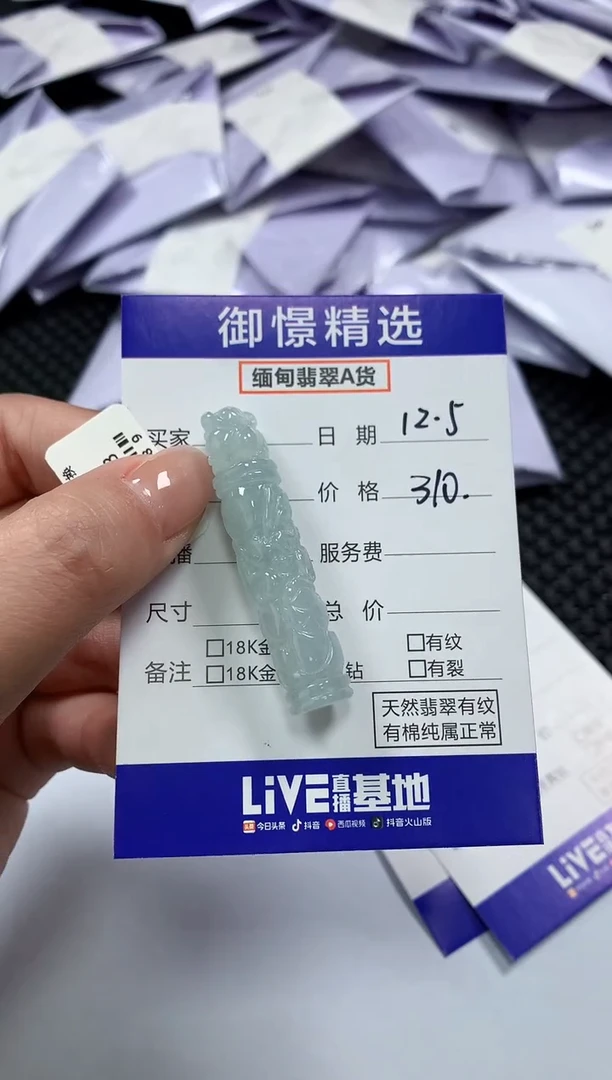 御憬精选
缅甸翡翠A货
买家 日 期 12.5
价 格 310.
播 服务费
尺寸 总 价
□18K金 □有纹
备注 □18K金 钻 □有裂
天然翡翠有纹
有棉纯属正常
LiVE直播基地
今日头条 抖音 西瓜视频 抖音火山版
LiVE